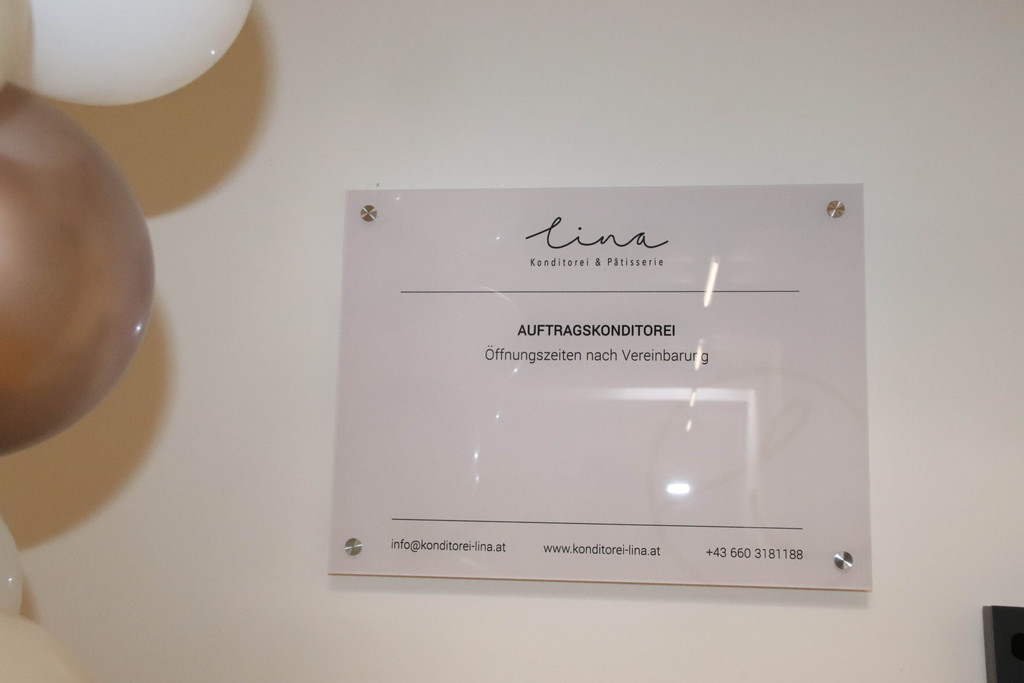 lina
Konditorei & Pâtisserie
AUFTRAGSKONDITOREI
Öffnungszeiten nach Vereinbarung
info@konditorei-lina.at www.konditorei-lina.at +43 660 3181188